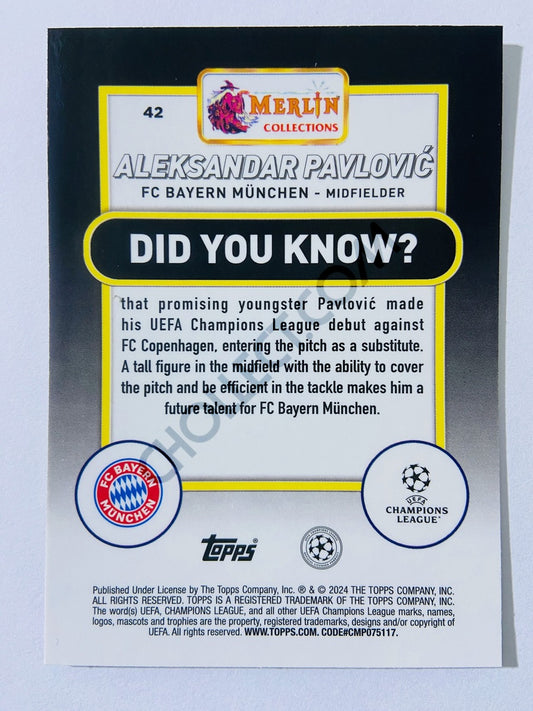 42
MERLIN
COLLECTIONS
ALEKSANDAR PAVLOVIĆ
FC BAYERN MÜNCHEN - MIDFIELDER
DID YOU KNOW?
that promising youngster Pavlović made
his UEFA Champions League debut against
FC Copenhagen, entering the pitch as a substitute.
A tall figure in the midfield with the ability to cover
the pitch and be efficient in the tackle makes him a
future talent for FC Bayern München.
CHOLLECT.COM
FC BAYERN
MÜNCHEN
UEFA
CHAMPIONS
LEAGUE®
topps®
Published Under License by The Topps Company, Inc. ® & © 2024 THE TOPPS COMPANY, INC.
ALL RIGHTS RESERVED. TOPPS IS A REGISTERED TRADEMARK OF THE TOPPS COMPANY, INC.
The word(s) UEFA, CHAMPIONS LEAGUE, and all other UEFA Champions League marks, names,
logos, mascots and trophies are the property, registered trademarks, designs and/or copyright of
UEFA. All rights reserved. WWW.TOPPS.COM. CODE#CMP075117.